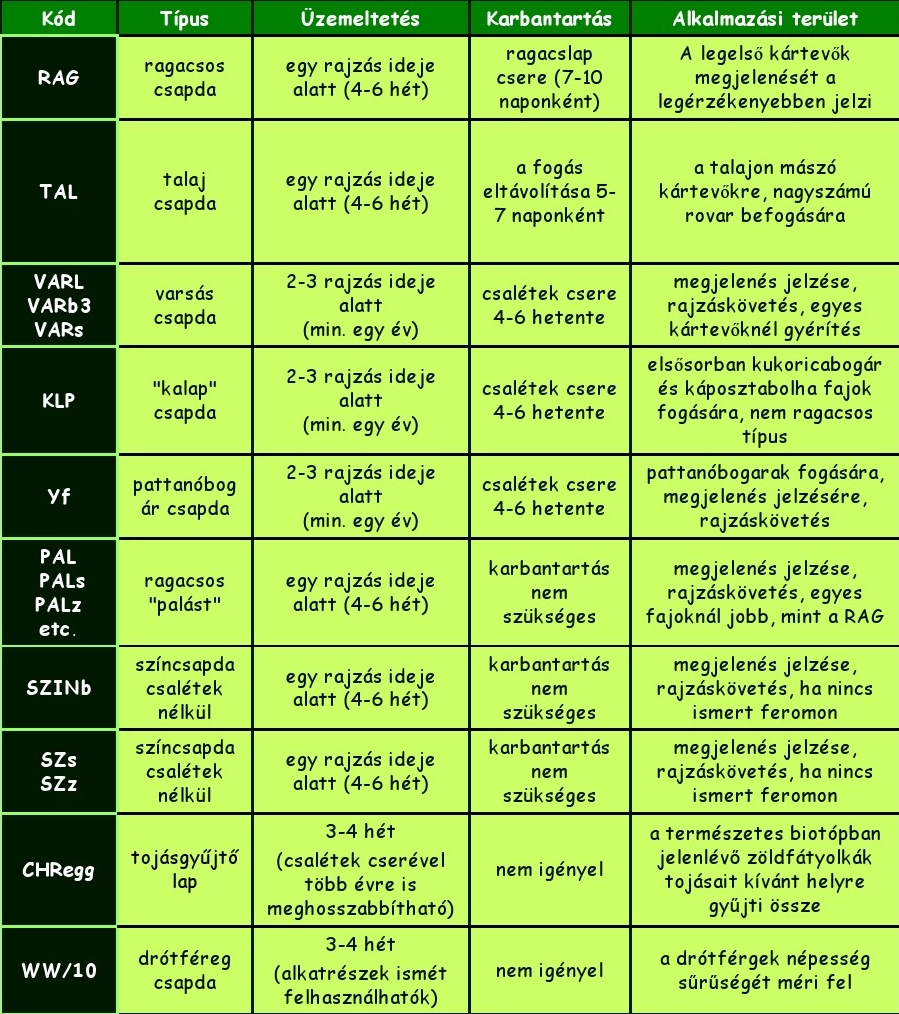 Kód
Típus
Üzemeltetés
Karbantartás
Alkalmazási terület
RAG
ragacsos
csapda
egy rajzás ideje
alatt (4-6 hét)
ragacslap
csere (7-10
naponként)
A legelső kártevők
megjelenését a
legérzékenyebben jelzi
TAL
talaj
csapda
egy rajzás ideje
alatt (4-6 hét)
a fogás
eltávolítása 5-
7 naponként
a talajon mászó
kártevőkre, nagyszámú
rovar befogására
VARL
VARb3
VARs
varsás
csapda
2-3 rajzás ideje
alatt
(min. egy év)
csalétek csere
4-6 hetente
megjelenés jelzése,
rajzáskövetés, egyes
kártevőknél gyérítés
KLP
"kalap"
csapda
2-3 rajzás ideje
alatt
(min. egy év)
csalétek csere
4-6 hetente
elsősorban kukoricabogár
és káposztabolha fajok
fogására, nem ragacsos
típus
Yf
pattanóbog
ár csapda
2-3 rajzás ideje
alatt
(min. egy év)
csalétek csere
4-6 hetente
pattanóbogarak fogására,
megjelenés jelzésére,
rajzáskövetés
PAL
PALs
PALz
etc.
ragacsos
"palást"
egy rajzás ideje
alatt (4-6 hét)
karbantartás
nem
szükséges
megjelenés jelzése,
rajzáskövetés, egyes
fajoknál jobb, mint a RAG
SZINb
színcsapda
csalétek
nélkül
egy rajzás ideje
alatt (4-6 hét)
karbantartás
nem
szükséges
megjelenés jelzése,
rajzáskövetés, ha nincs
ismert feromon
SZs
SZz
színcsapda
csalétek
nélkül
egy rajzás ideje
alatt (4-6 hét)
karbantartás
nem
szükséges
megjelenés jelzése,
rajzáskövetés, ha nincs
ismert feromon
CHRegg
tojásgyűjtő
lap
3-4 hét
(csalétek cserével
több évre is
meghosszabbítható)
nem igényel
a természetes biotópban
jelenlévő zöldfátyolkák
tojásait kívánt helyre
gyűjti össze
WW/10
drótféreg
csapda
3-4 hét
(alkatrészek ismét
felhasználhatók)
nem igényel
a drótférgek népesség
sűrűségét méri fel